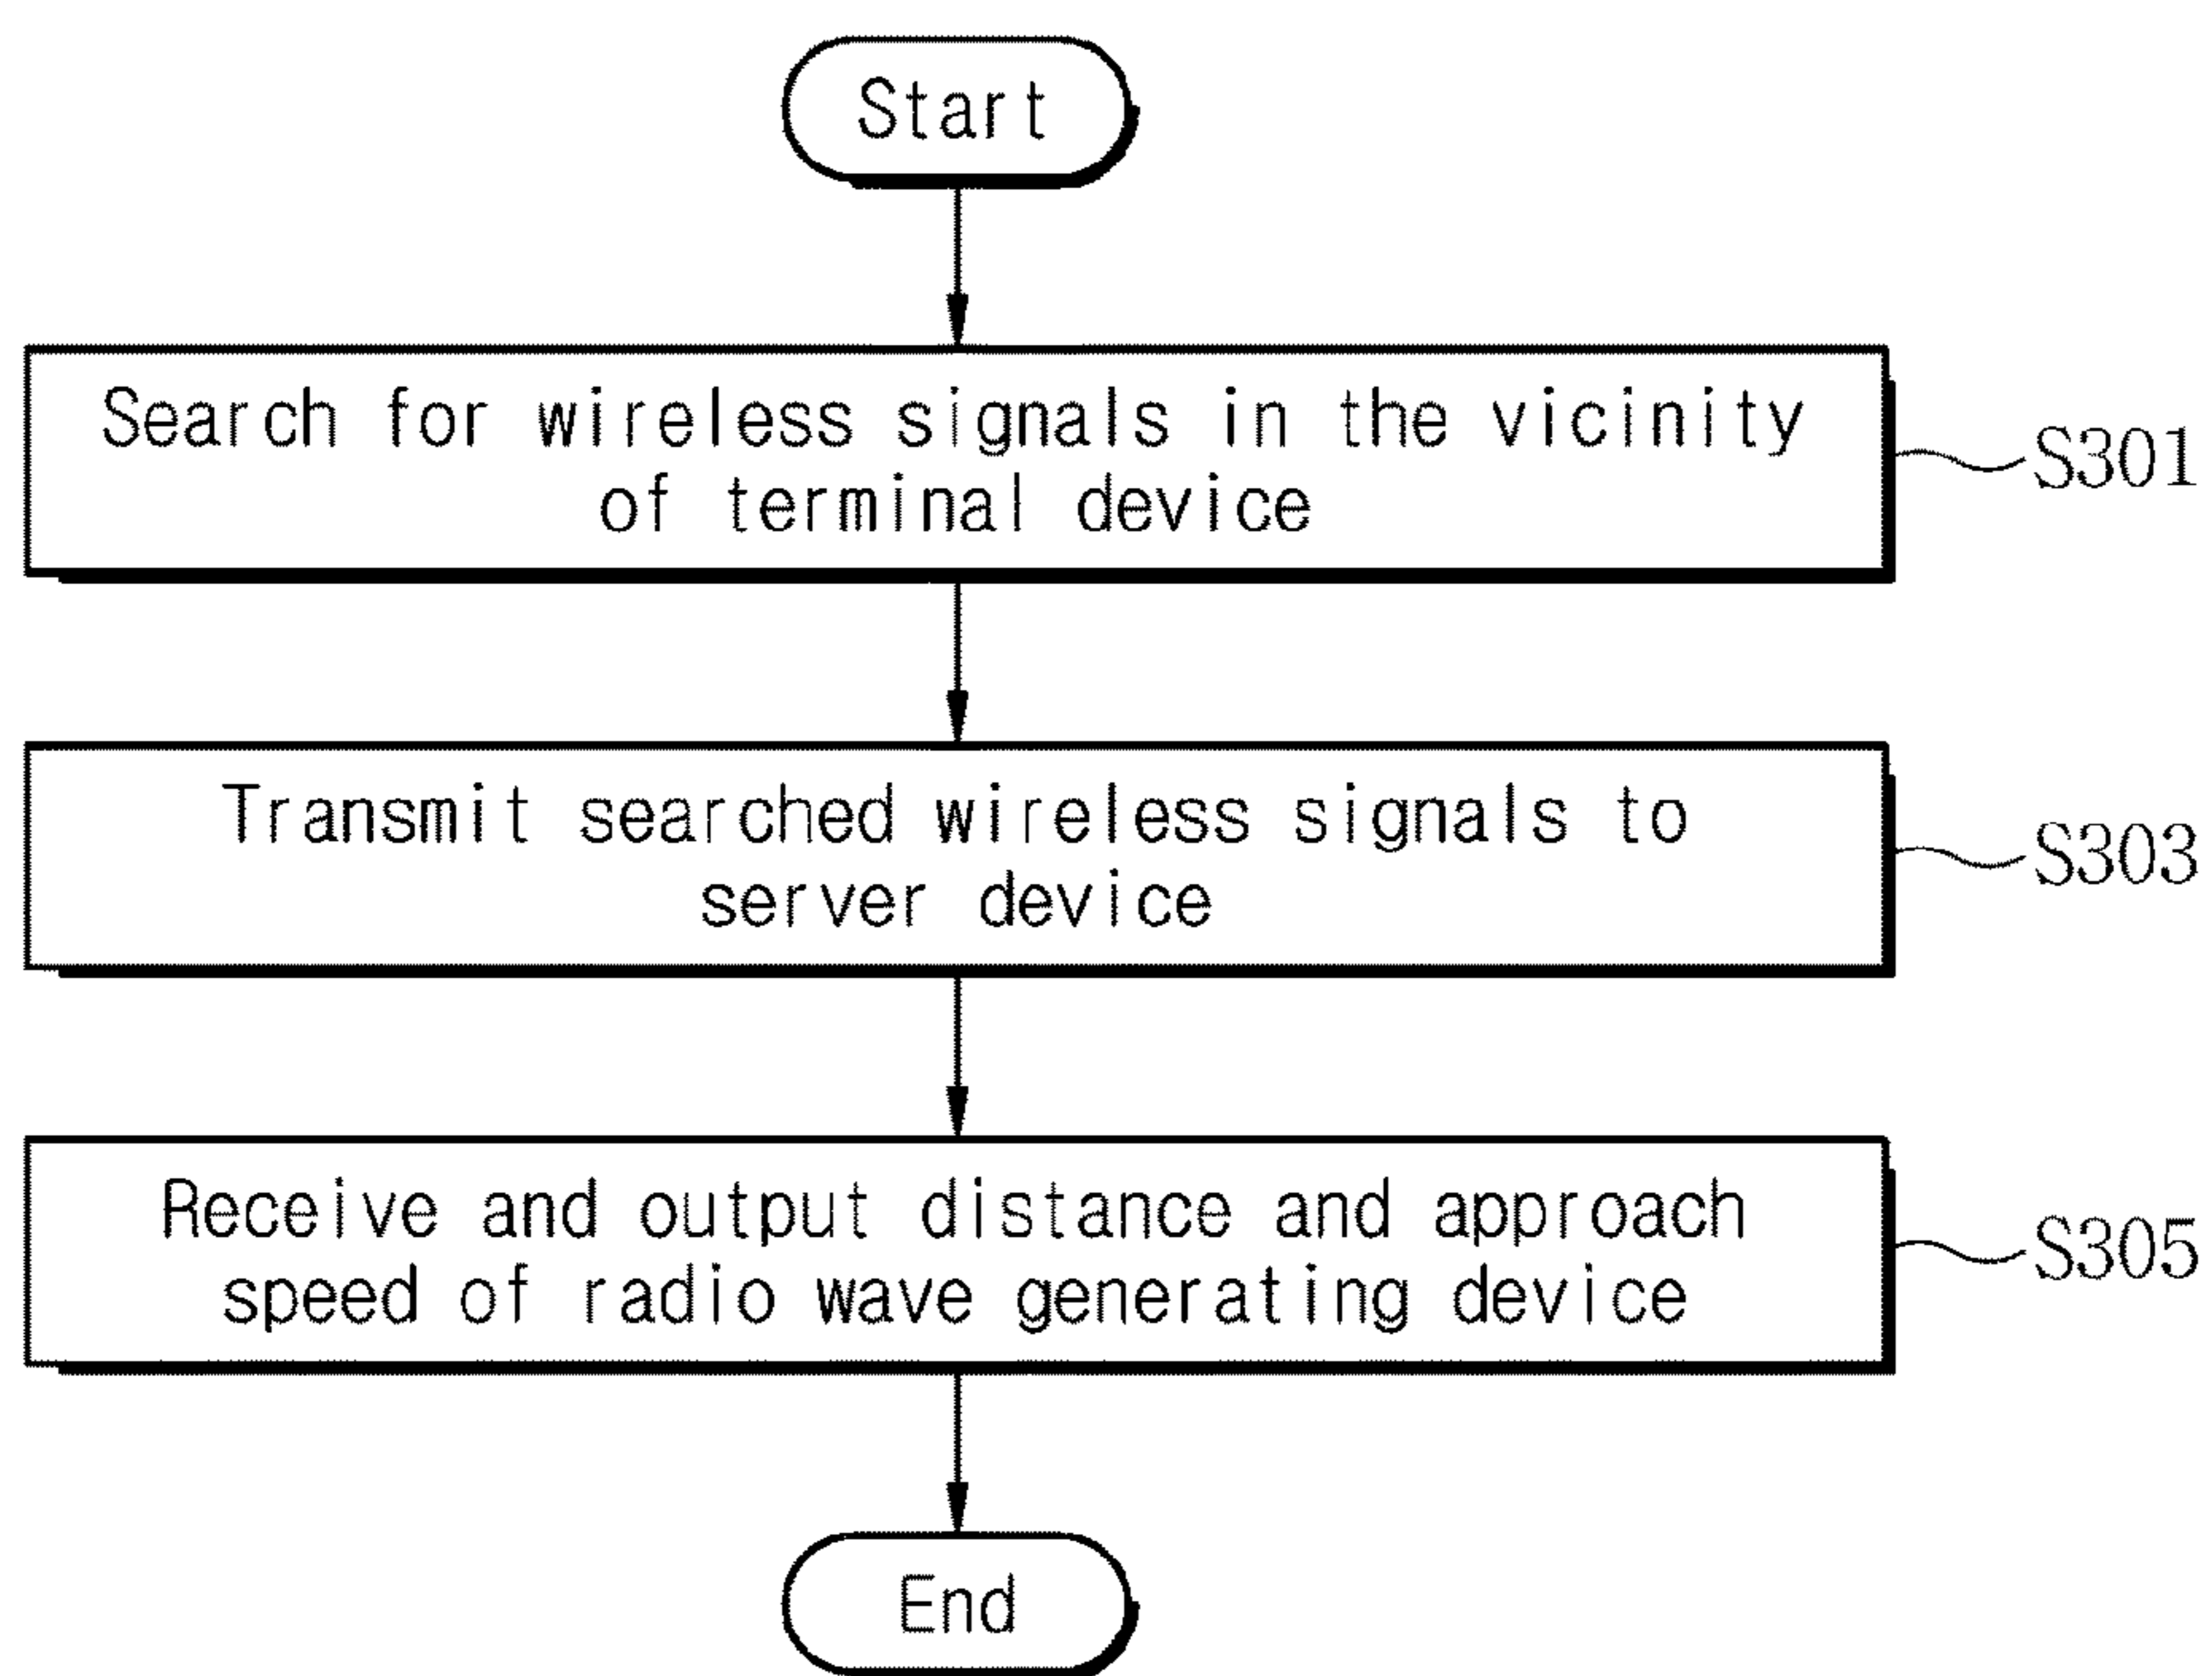 Start
Search for wireless signals in the vicinity
of terminal device
S301
Transmit searched wireless signals to
server device
S303
Receive and output distance and approach
speed of radio wave generating device
S305
End